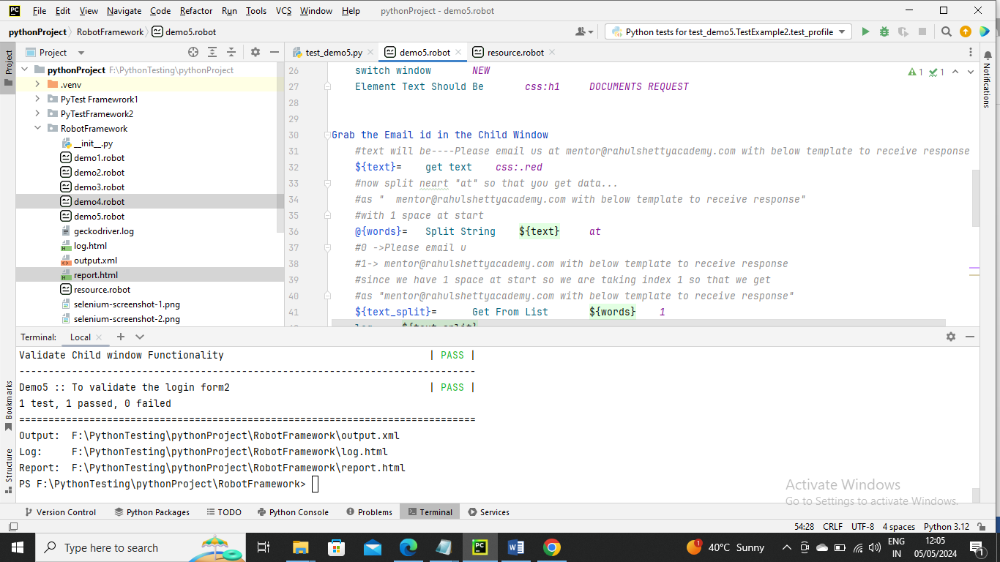 PC File Edit View Navigate Code Refactor Run Tools VCS Window Help pythonProject - demo5.robot
pythonProject RobotFramework demo5.robot Python tests for test_demo5.TestExample2.test_profile
Project test_demo5.py demo5.robot resource.robot
Project
Bookmarks
Structure
Notifications
pythonProject F:\PythonTesting\pythonProject
.venv
PyTest Framewrork1
PyTestFramework2
RobotFramework
__init__.py
demo1.robot
demo2.robot
demo3.robot
demo4.robot
demo5.robot
geckodriver.log
log.html
output.xml
report.html
resource.robot
selenium-screenshot-1.png
selenium-screenshot-2.png
1 1
26 switch window NEW
27 Element Text Should Be css:h1 DOCUMENTS REQUEST
28
29
30 Grab the Email id in the Child Window
31 #text will be----Please email us at mentor@rahulshettyacademy.com with below template to receive response
32 ${text}= get text css:.red
33 #now split neart "at" so that you get data...
34 #as "  mentor@rahulshettyacademy.com with below template to receive response"
35 #with 1 space at start
36 @{words}= Split String ${text} at
37 #0 ->Please email u
38 #1-> mentor@rahulshettyacademy.com with below template to receive response
39 #since we have 1 space at start so we are taking index 1 so that we get
40 #as "mentor@rahulshettyacademy.com with below template to receive response"
41 ${text_split}= Get From List ${words} 1
log ${text_split}
Terminal: Local
Validate Child window Functionality | PASS |
------------------------------------------------------------------------------
Demo5 :: To validate the login form2 | PASS |
1 test, 1 passed, 0 failed
==============================================================================
Output: F:\PythonTesting\pythonProject\RobotFramework\output.xml
Log: F:\PythonTesting\pythonProject\RobotFramework\log.html
Report: F:\PythonTesting\pythonProject\RobotFramework\report.html
PS F:\PythonTesting\pythonProject\RobotFramework>
Activate Windows
Go to Settings to activate Windows.
Version Control Python Packages TODO Python Console Problems Terminal Services
54:28 CRLF UTF-8 4 spaces Python 3.12
Type here to search PC W 1 40°C Sunny ENG 12:05
IN 05/05/2024 1